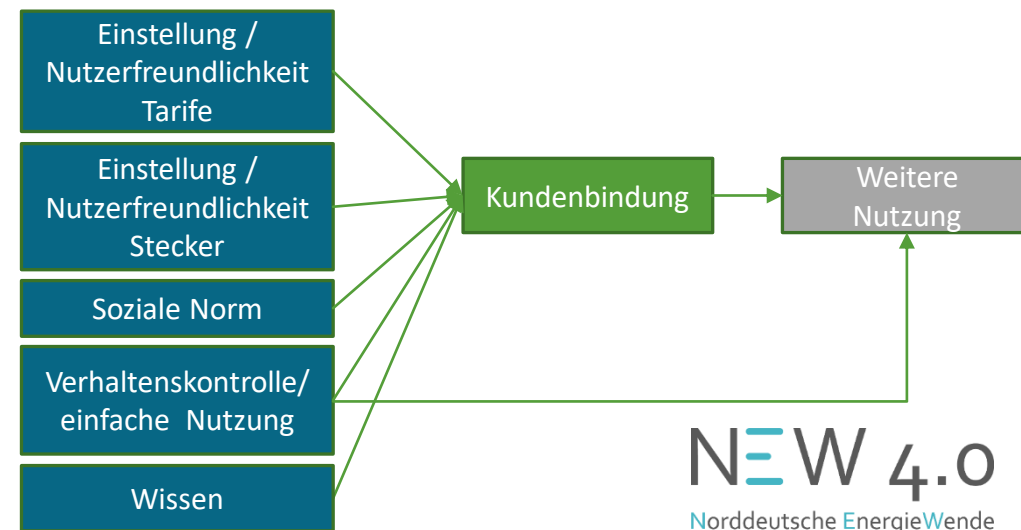 Einstellung /
Nutzerfreundlichkeit
Tarife
Einstellung /
Nutzerfreundlichkeit
Stecker
Soziale Norm
Verhaltenskontrolle/
einfache Nutzung
Wissen
Kundenbindung
Weitere
Nutzung
NEW 4.0
Norddeutsche EnergieWende